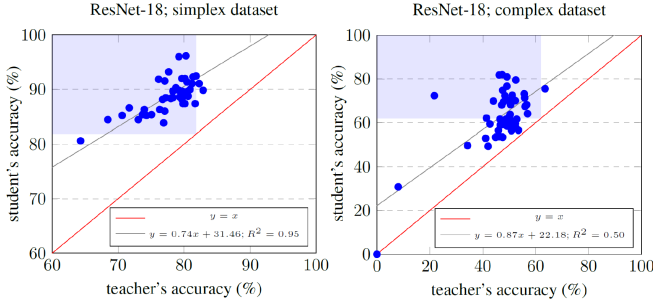 ResNet-18; simplex dataset
100
90
80
70
60
60
80
100
student's accuracy (%)
teacher's accuracy (%)
y = x
y = 0.74x + 31.46; R² = 0.95
ResNet-18; complex dataset
100
80
60
40
20
0
0
20
40
60
80
100
student's accuracy (%)
teacher's accuracy (%)
y = x
y = 0.87x + 22.18; R² = 0.50